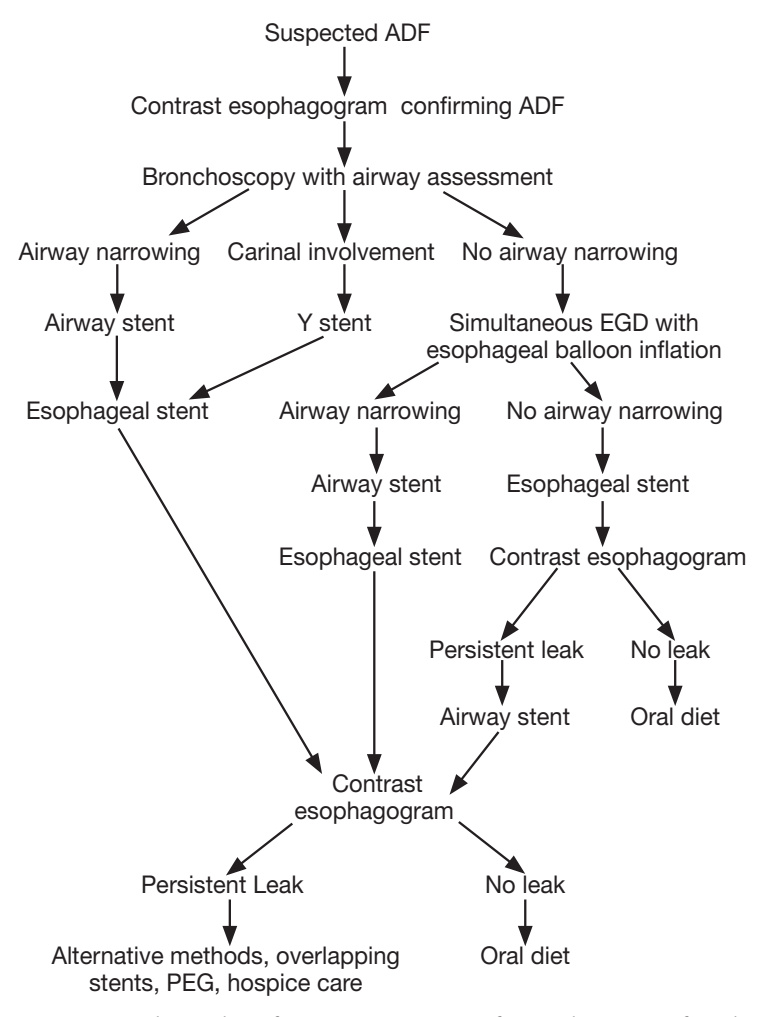 Suspected ADF
Contrast esophagogram confirming ADF
Bronchoscopy with airway assessment
Airway narrowing
Carinal involvement
No airway narrowing
Airway stent
Y stent
Simultaneous EGD with
esophageal balloon inflation
Esophageal stent
Airway narrowing
No airway narrowing
Airway stent
Esophageal stent
Esophageal stent
Contrast esophagogram
Persistent leak
No leak
Airway stent
Oral diet
Contrast
esophagogram
Persistent Leak
No leak
Alternative methods, overlapping
stents, PEG, hospice care
Oral diet